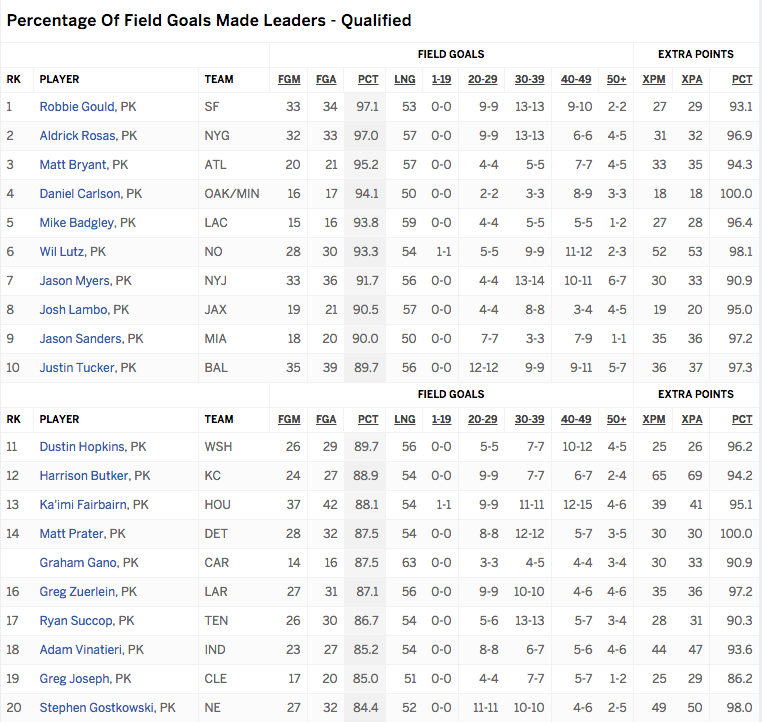 Percentage Of Field Goals Made Leaders - Qualified
FIELD GOALS EXTRA POINTS
RK PLAYER TEAM FGM FGA PCT LNG 1-19 20-29 30-39 40-49 50+ XPM XPA PCT
1 Robbie Gould, PK SF 33 34 97.1 53 0-0 9-9 13-13 9-10 2-2 27 29 93.1
2 Aldrick Rosas, PK NYG 32 33 97.0 57 0-0 9-9 13-13 6-6 4-5 31 32 96.9
3 Matt Bryant, PK ATL 20 21 95.2 57 0-0 4-4 5-5 7-7 4-5 33 35 94.3
4 Daniel Carlson, PK OAK/MIN 16 17 94.1 50 0-0 2-2 3-3 8-9 3-3 18 18 100.0
5 Mike Badgley, PK LAC 15 16 93.8 59 0-0 4-4 5-5 5-5 1-2 27 28 96.4
6 Wil Lutz, PK NO 28 30 93.3 54 1-1 5-5 9-9 11-12 2-3 52 53 98.1
7 Jason Myers, PK NYJ 33 36 91.7 56 0-0 4-4 13-14 10-11 6-7 30 33 90.9
8 Josh Lambo, PK JAX 19 21 90.5 57 0-0 4-4 8-8 3-4 4-5 19 20 95.0
9 Jason Sanders, PK MIA 18 20 90.0 50 0-0 7-7 3-3 7-9 1-1 35 36 97.2
10 Justin Tucker, PK BAL 35 39 89.7 56 0-0 12-12 9-9 9-11 5-7 36 37 97.3
FIELD GOALS EXTRA POINTS
RK PLAYER TEAM FGM FGA PCT LNG 1-19 20-29 30-39 40-49 50+ XPM XPA PCT
11 Dustin Hopkins, PK WSH 26 29 89.7 56 0-0 5-5 7-7 10-12 4-5 25 26 96.2
12 Harrison Butker, PK KC 24 27 88.9 54 0-0 9-9 7-7 6-7 2-4 65 69 94.2
13 Ka'imi Fairbairn, PK HOU 37 42 88.1 54 1-1 9-9 11-11 12-15 4-6 39 41 95.1
14 Matt Prater, PK DET 28 32 87.5 54 0-0 8-8 12-12 5-7 3-5 30 30 100.0
Graham Gano, PK CAR 14 16 87.5 63 0-0 3-3 4-5 4-4 3-4 30 33 90.9
16 Greg Zuerlein, PK LAR 27 31 87.1 56 0-0 9-9 10-10 4-6 4-6 35 36 97.2
17 Ryan Succop, PK TEN 26 30 86.7 54 0-0 5-6 13-13 5-7 3-4 28 31 90.3
18 Adam Vinatieri, PK IND 23 27 85.2 54 0-0 8-8 6-7 5-6 4-6 44 47 93.6
19 Greg Joseph, PK CLE 17 20 85.0 51 0-0 4-4 7-7 5-7 1-2 25 29 86.2
20 Stephen Gostkowski, PK NE 27 32 84.4 52 0-0 11-11 10-10 4-6 2-5 49 50 98.0